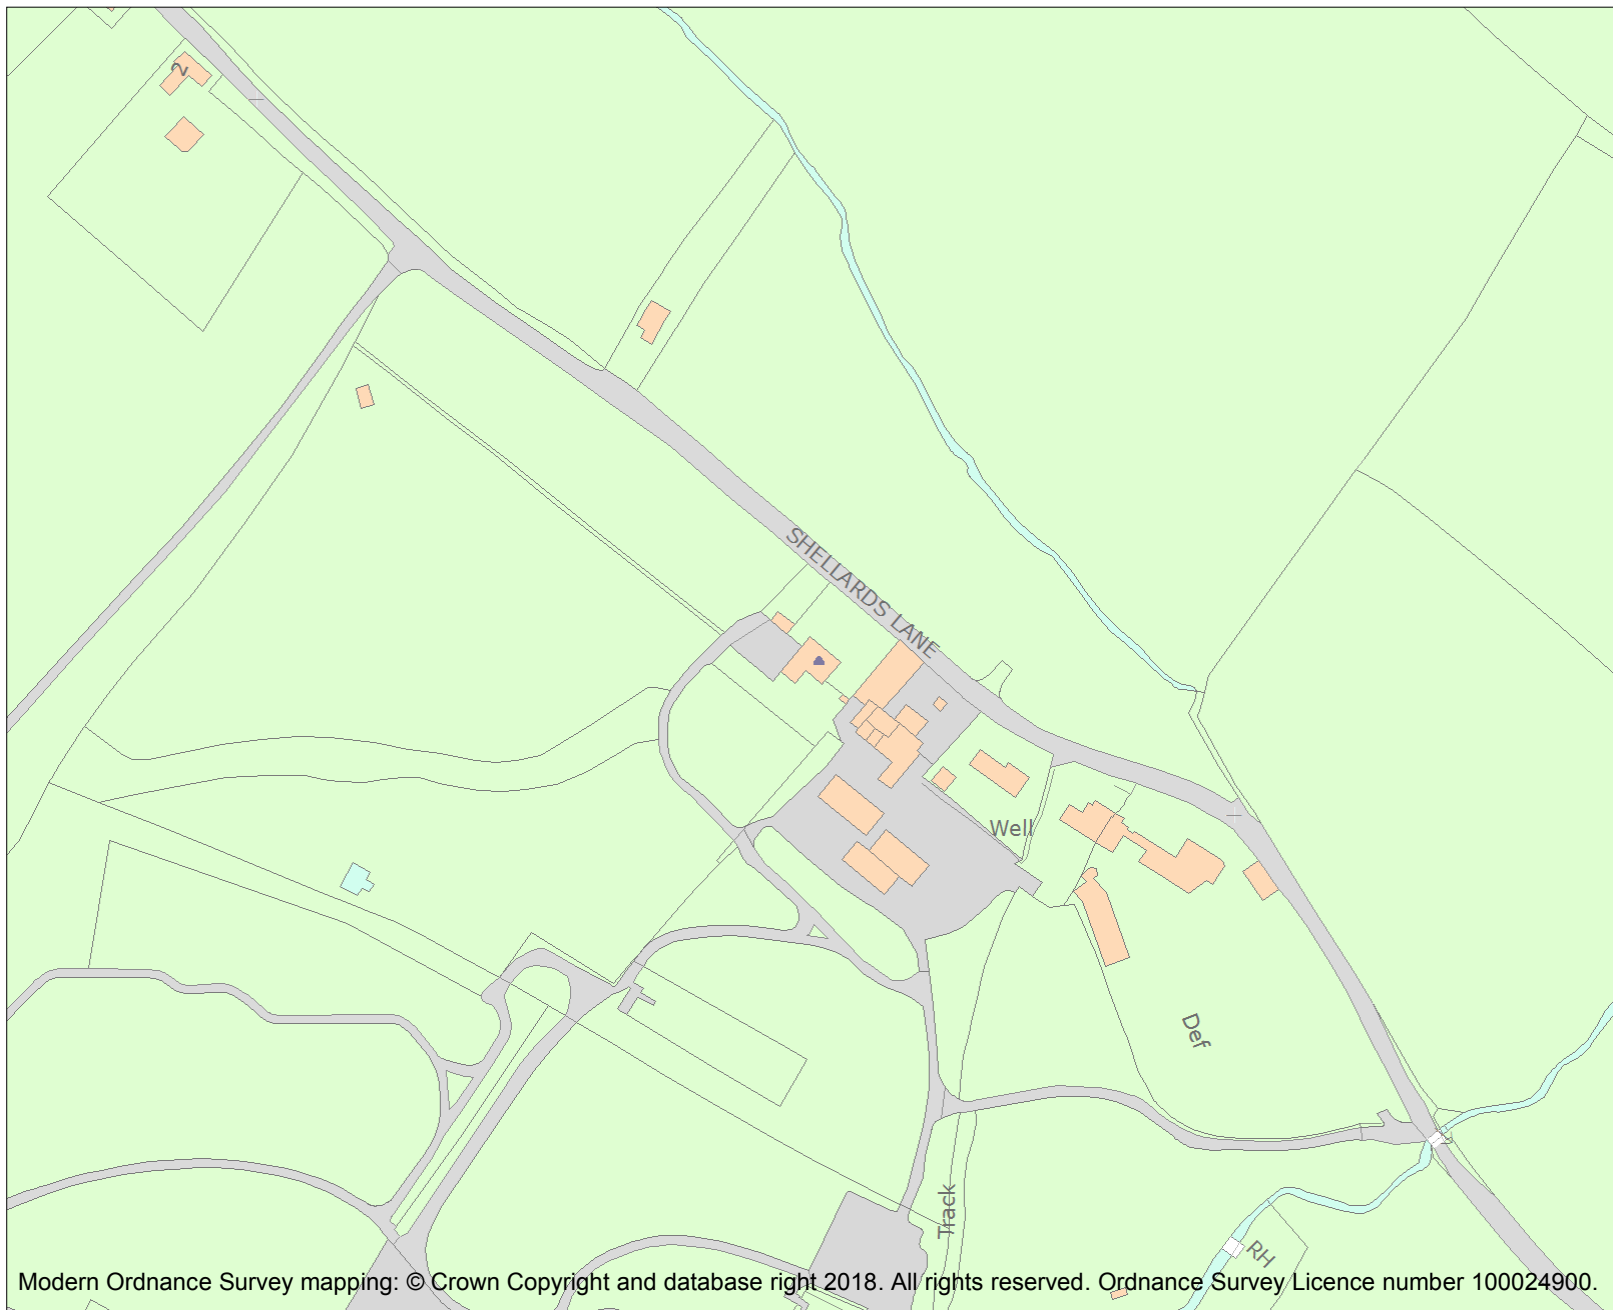 2
SHELLARDS LANE
Well
Def
Track
RH
Modern Ordnance Survey mapping: © Crown Copyright and database right 2018. All rights reserved. Ordnance Survey Licence number 100024900.